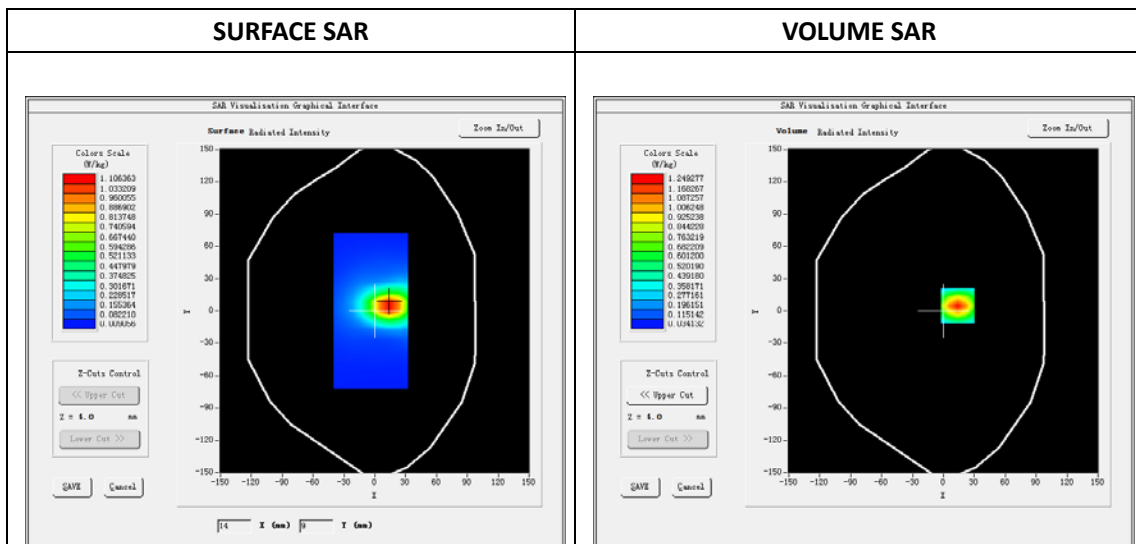 SURFACE SAR
VOLUME SAR
SAR Visualisation Graphical Interface
Surface Radiated Intensity
Zoom In/Out
Colors Scale
(W/kg)
1.106363
1.033209
0.960055
0.886902
0.813748
0.740594
0.667440
0.594286
0.521133
0.447979
0.374825
0.301671
0.228517
0.155364
0.082210
0.009056
Z-Cuts Control
<< Upper Cut
Z = 4.0 mm
Lower Cut >>
SAVE
Cancel
150
120
90
60
30
0
-30
-60
-90
-120
-150
Y
-150 -120 -90 -60 -30 0 30 60 90 120 150
X
14 X (mm) 9 Y (mm)
SAR Visualisation Graphical Interface
Volume Radiated Intensity
Zoom In/Out
Colors Scale
(W/kg)
1.249277
1.168267
1.087257
1.006248
0.925238
0.844228
0.763219
0.682209
0.601200
0.520190
0.439180
0.358171
0.277161
0.196151
0.115142
0.034132
Z-Cuts Control
<< Upper Cut
Z = 4.0 mm
Lower Cut >>
SAVE
Cancel
150
120
90
60
30
0
-30
-60
-90
-120
-150
Y
-150 -120 -90 -60 -30 0 30 60 90 120 150
X